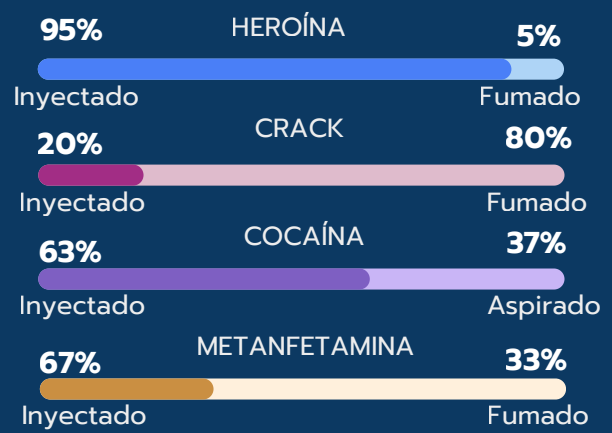 HEROÍNA
95% 5%
Inyectado Fumado
CRACK
20% 80%
Inyectado Fumado
COCAÍNA
63% 37%
Inyectado Aspirado
METANFETAMINA
67% 33%
Inyectado Fumado